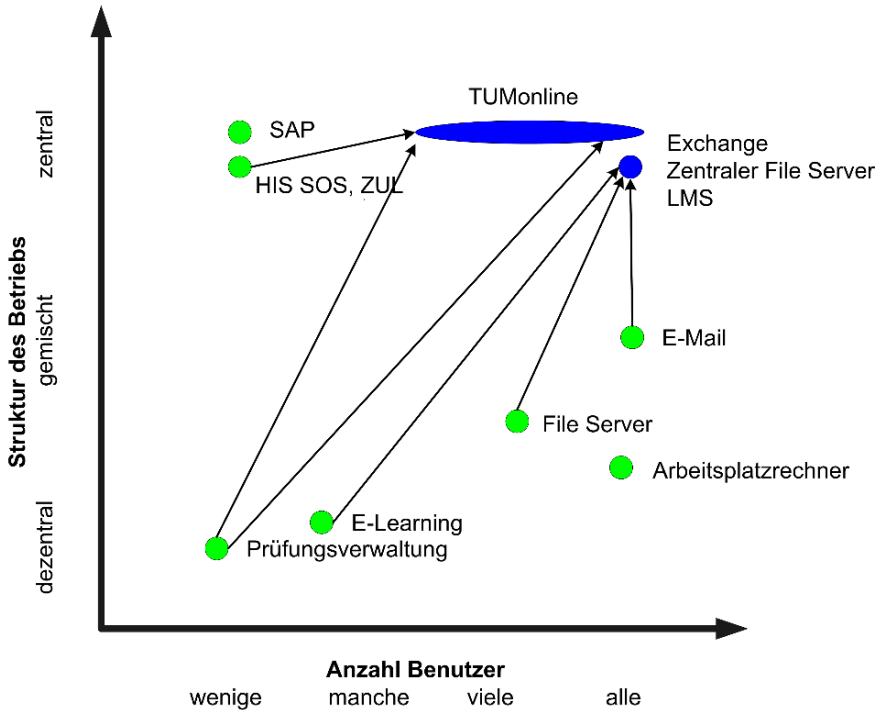 TUMonline
SAP
Exchange
Zentraler File Server
LMS
HIS SOS, ZUL
E-Mail
File Server
Arbeitsplatzrechner
E-Learning
Prüfungsverwaltung
Struktur des Betriebs
zentral
gemischt
dezentral
Anzahl Benutzer
wenige manche viele alle